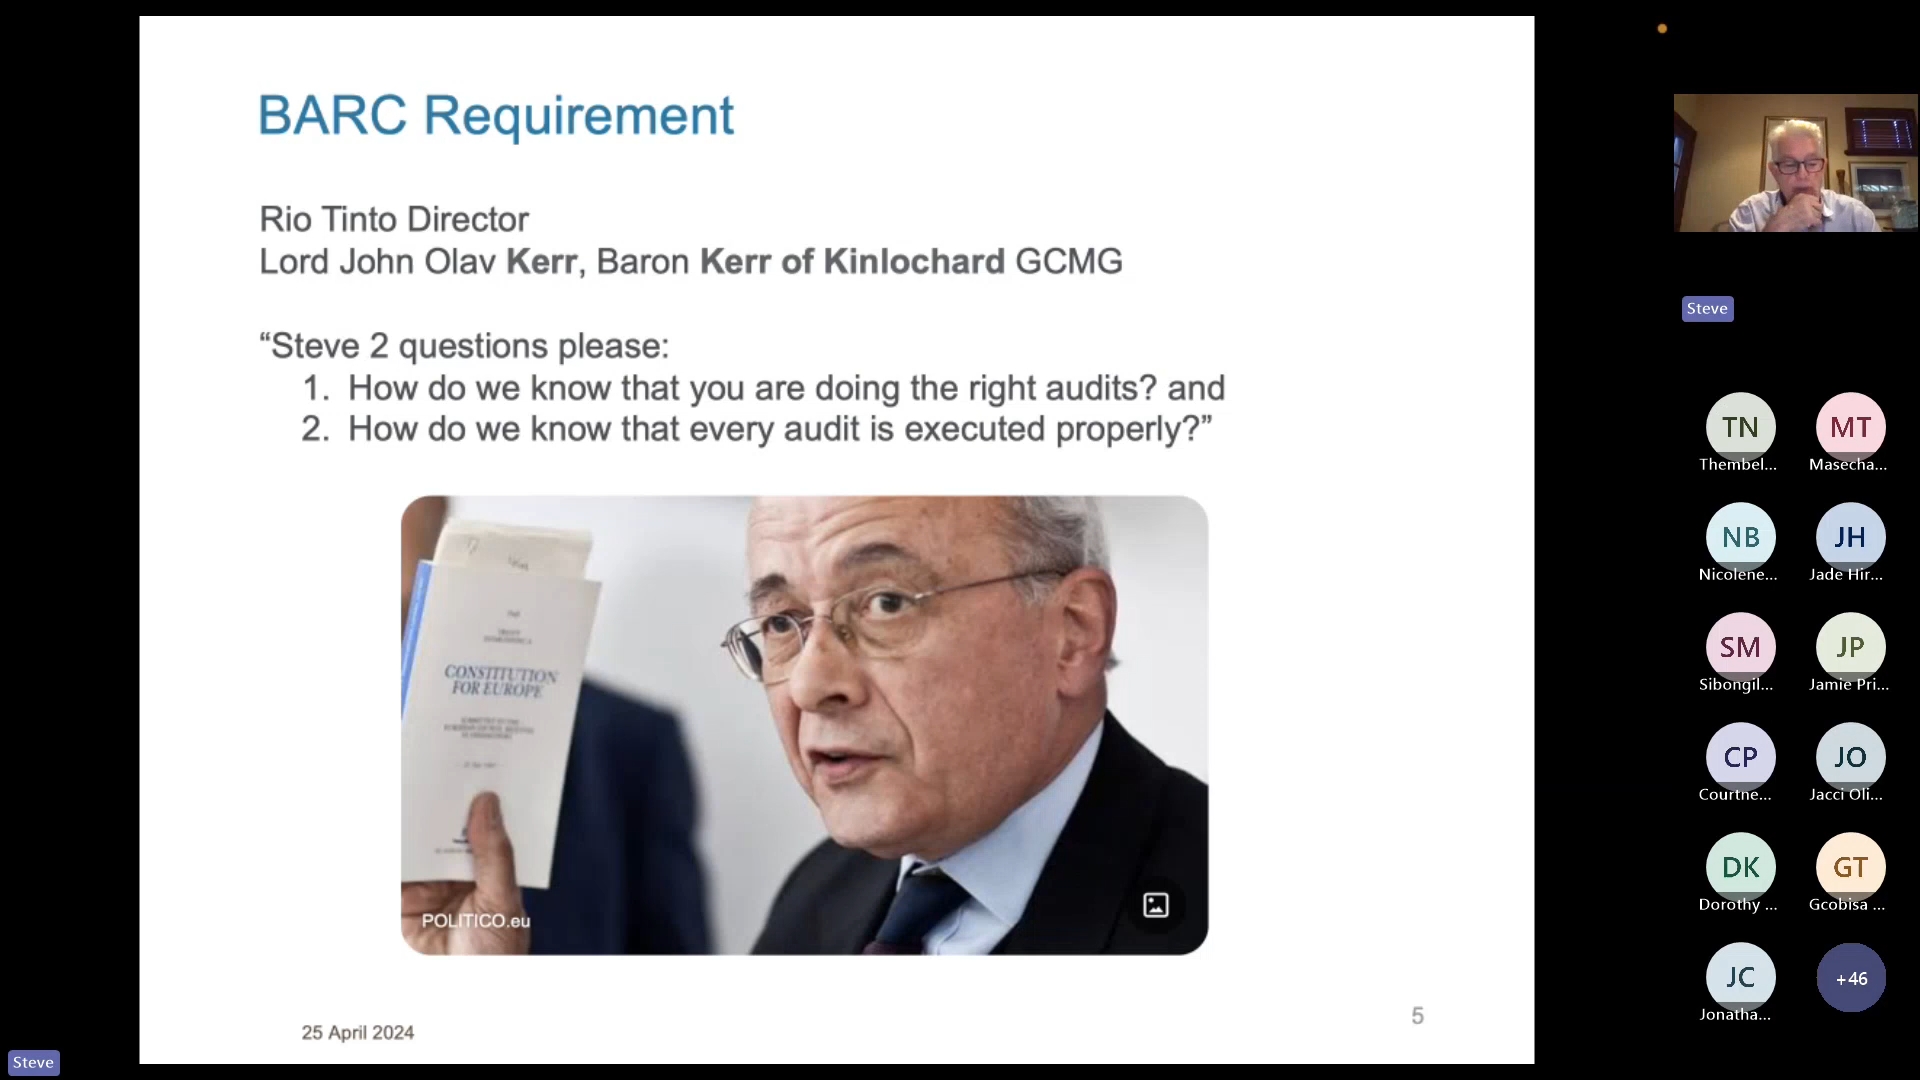 BARC Requirement
Rio Tinto Director
Lord John Olav Kerr, Baron Kerr of Kinlochard GCMG
“Steve 2 questions please:
1. How do we know that you are doing the right audits? and
2. How do we know that every audit is executed properly?”
CONSTITUTION
FOR EUROPE
POLITICO.eu
25 April 2024
5
Steve
Steve
TN
Thembel...
MT
Masecha...
NB
Nicolene...
JH
Jade Hir...
SM
Sibongil...
JP
Jamie Pri...
CP
Courtne...
JO
Jacci Oli...
DK
Dorothy ...
GT
Gcobisa ...
JC
Jonatha...
+46